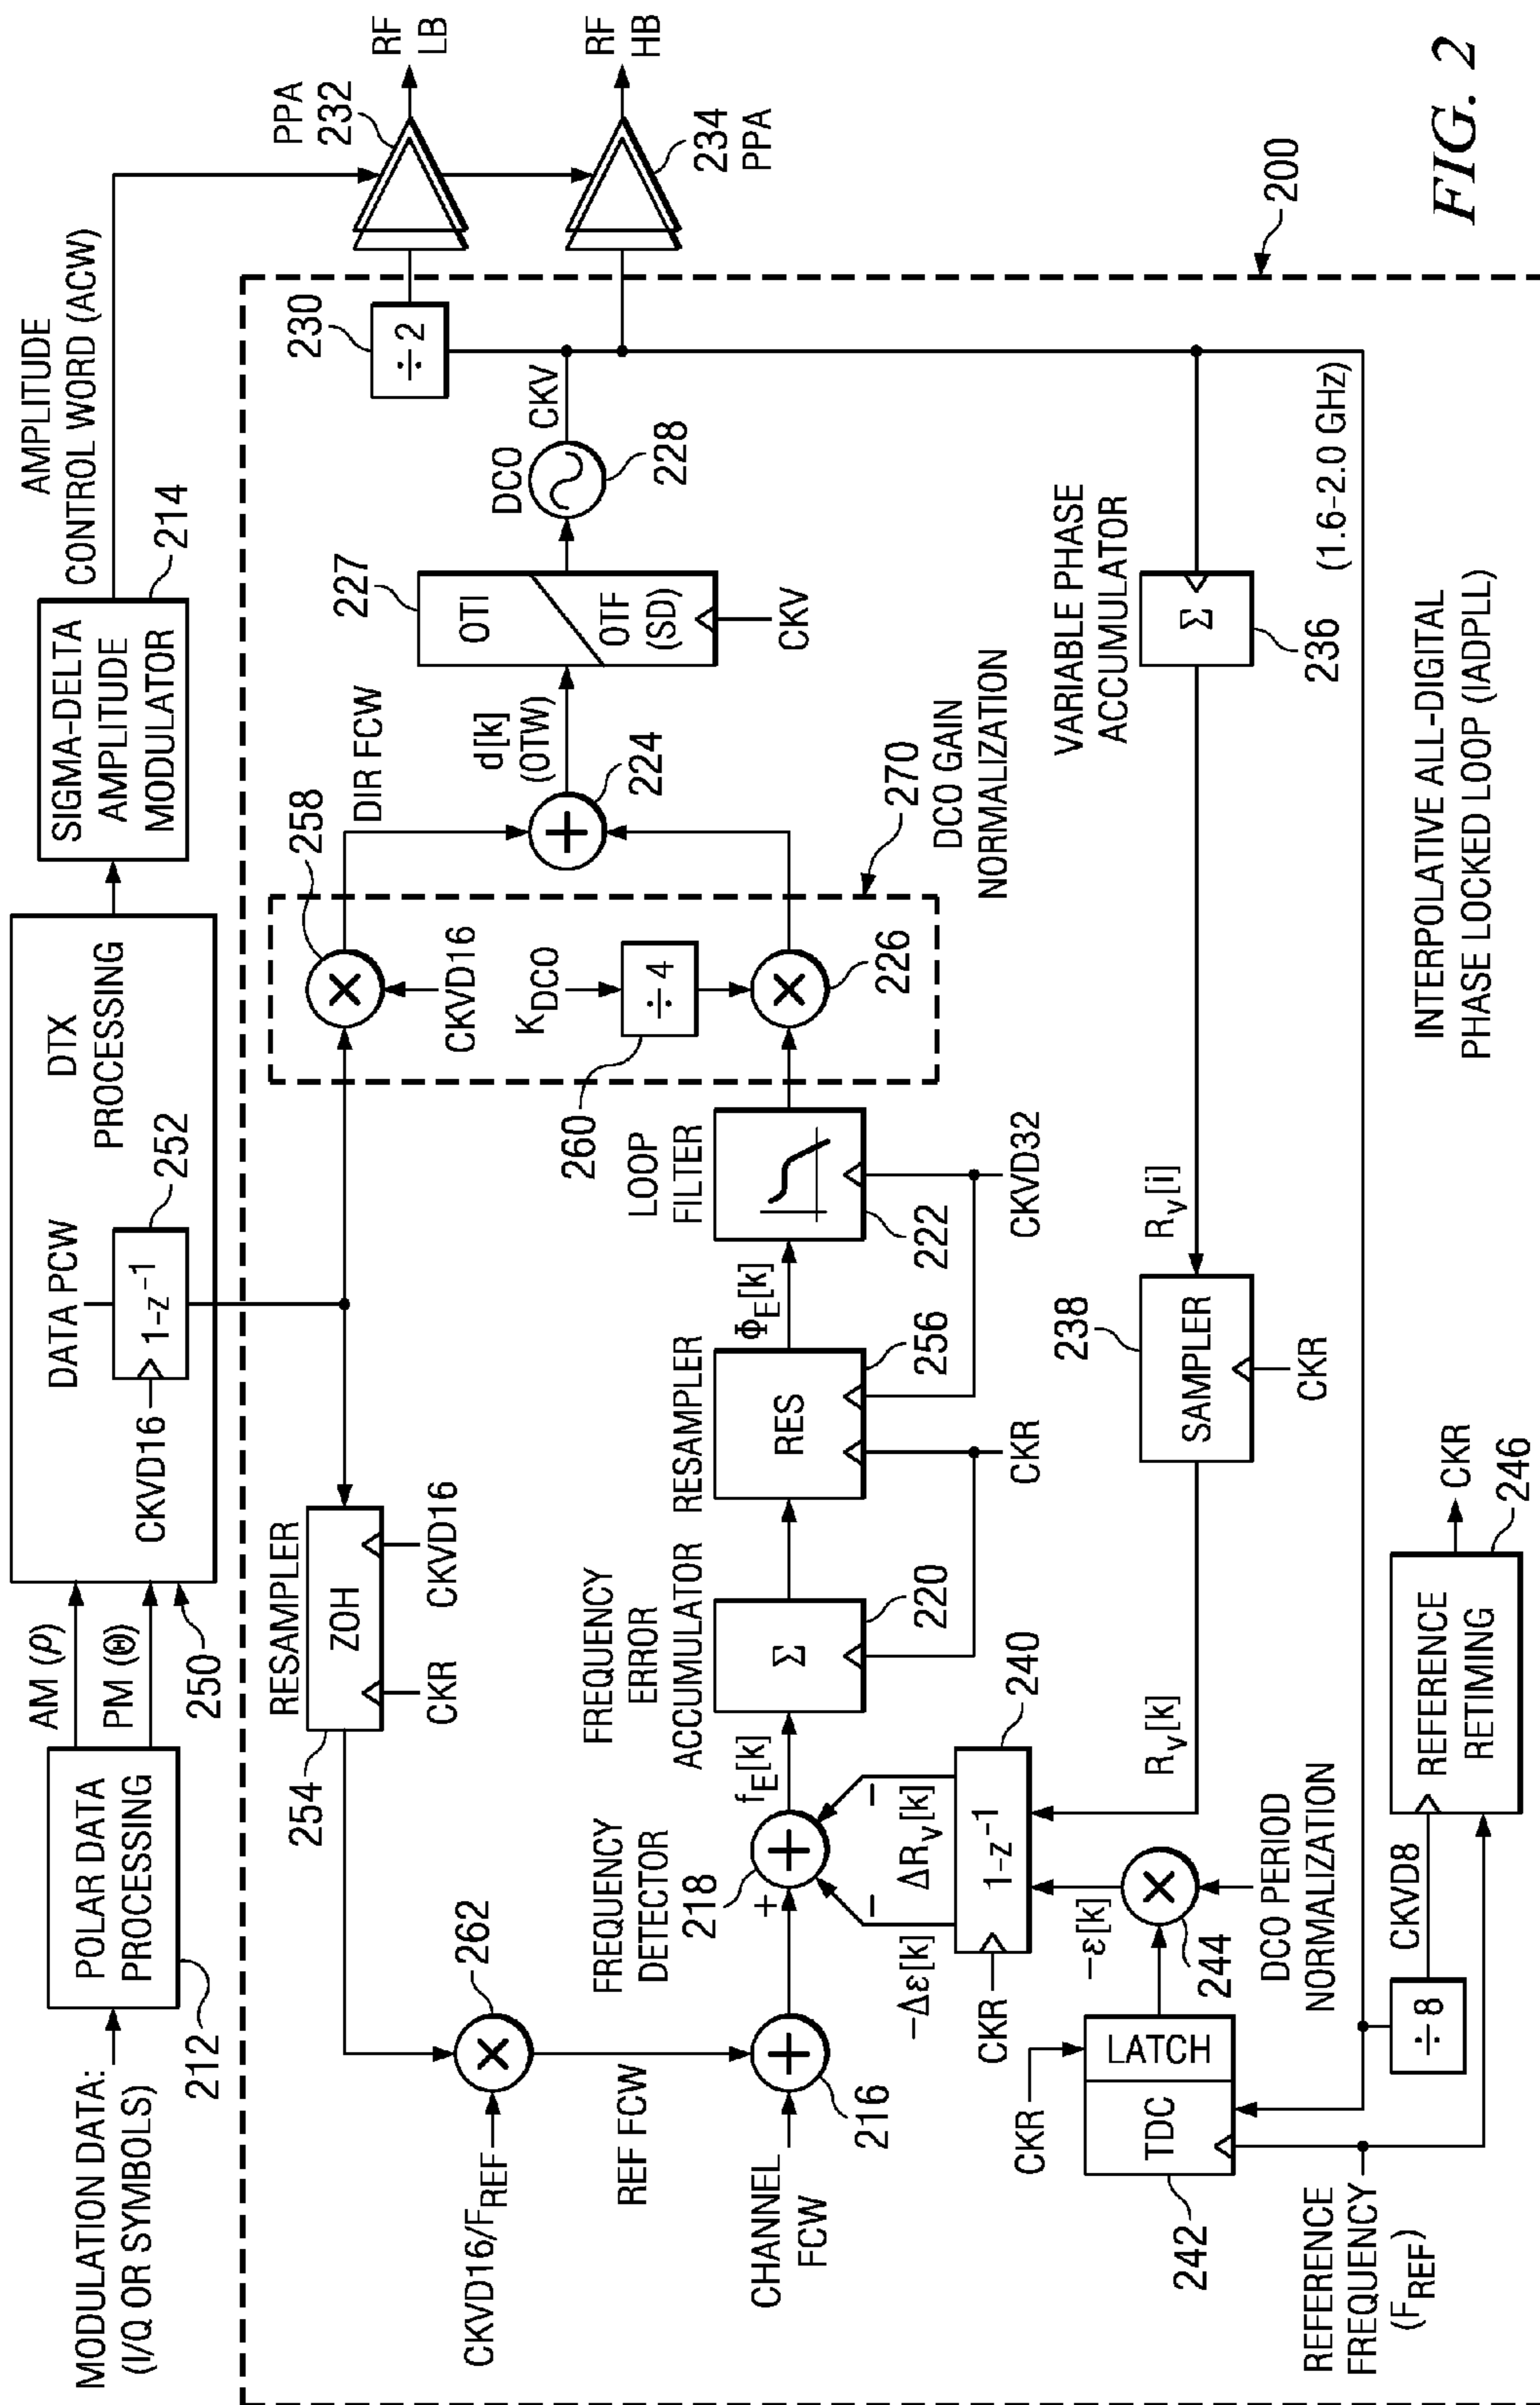 MODULATION DATA:
(I/Q OR SYMBOLS)
POLAR DATA
PROCESSING
212
AM (ρ)
PM (Θ)
250
DATA PCW
DTX
PROCESSING
CKVD16
1-z⁻¹
252
SIGMA-DELTA
AMPLITUDE
MODULATOR
214
AMPLITUDE
CONTROL WORD (ACW)
PPA
232
RF
LB
234
PPA
RF
HB
230
÷2
RESAMPLER
ZOH
254
CKR
CKVD16
258
CKVD16
DIR FCW
K_DCO
÷4
260
226
270
DCO GAIN
NORMALIZATION
d[k]
(OTW)
224
227
OTI
OTF
(SD)
CKV
DCO
228
CKV
262
CKVD16/F_REF
REF FCW
CHANNEL
FCW
216
FREQUENCY
DETECTOR
218
+
−
−
f_E[k]
FREQUENCY
ERROR
ACCUMULATOR
Σ
220
RESAMPLER
RES
256
CKR
Φ_E[k]
LOOP
FILTER
222
CKVD32
−Δε[k]
ΔR_V[k]
1-z⁻¹
240
CKR
−ε[k]
244
DCO PERIOD
NORMALIZATION
R_V[k]
SAMPLER
238
CKR
R_V[i]
VARIABLE PHASE
ACCUMULATOR
Σ
236
(1.6-2.0 GHz)
CKR
TDC
LATCH
242
REFERENCE
FREQUENCY
(F_REF)
÷8
CKVD8
REFERENCE
RETIMING
246
CKR
INTERPOLATIVE ALL-DIGITAL
PHASE LOCKED LOOP (IADPLL)
200
FIG. 2